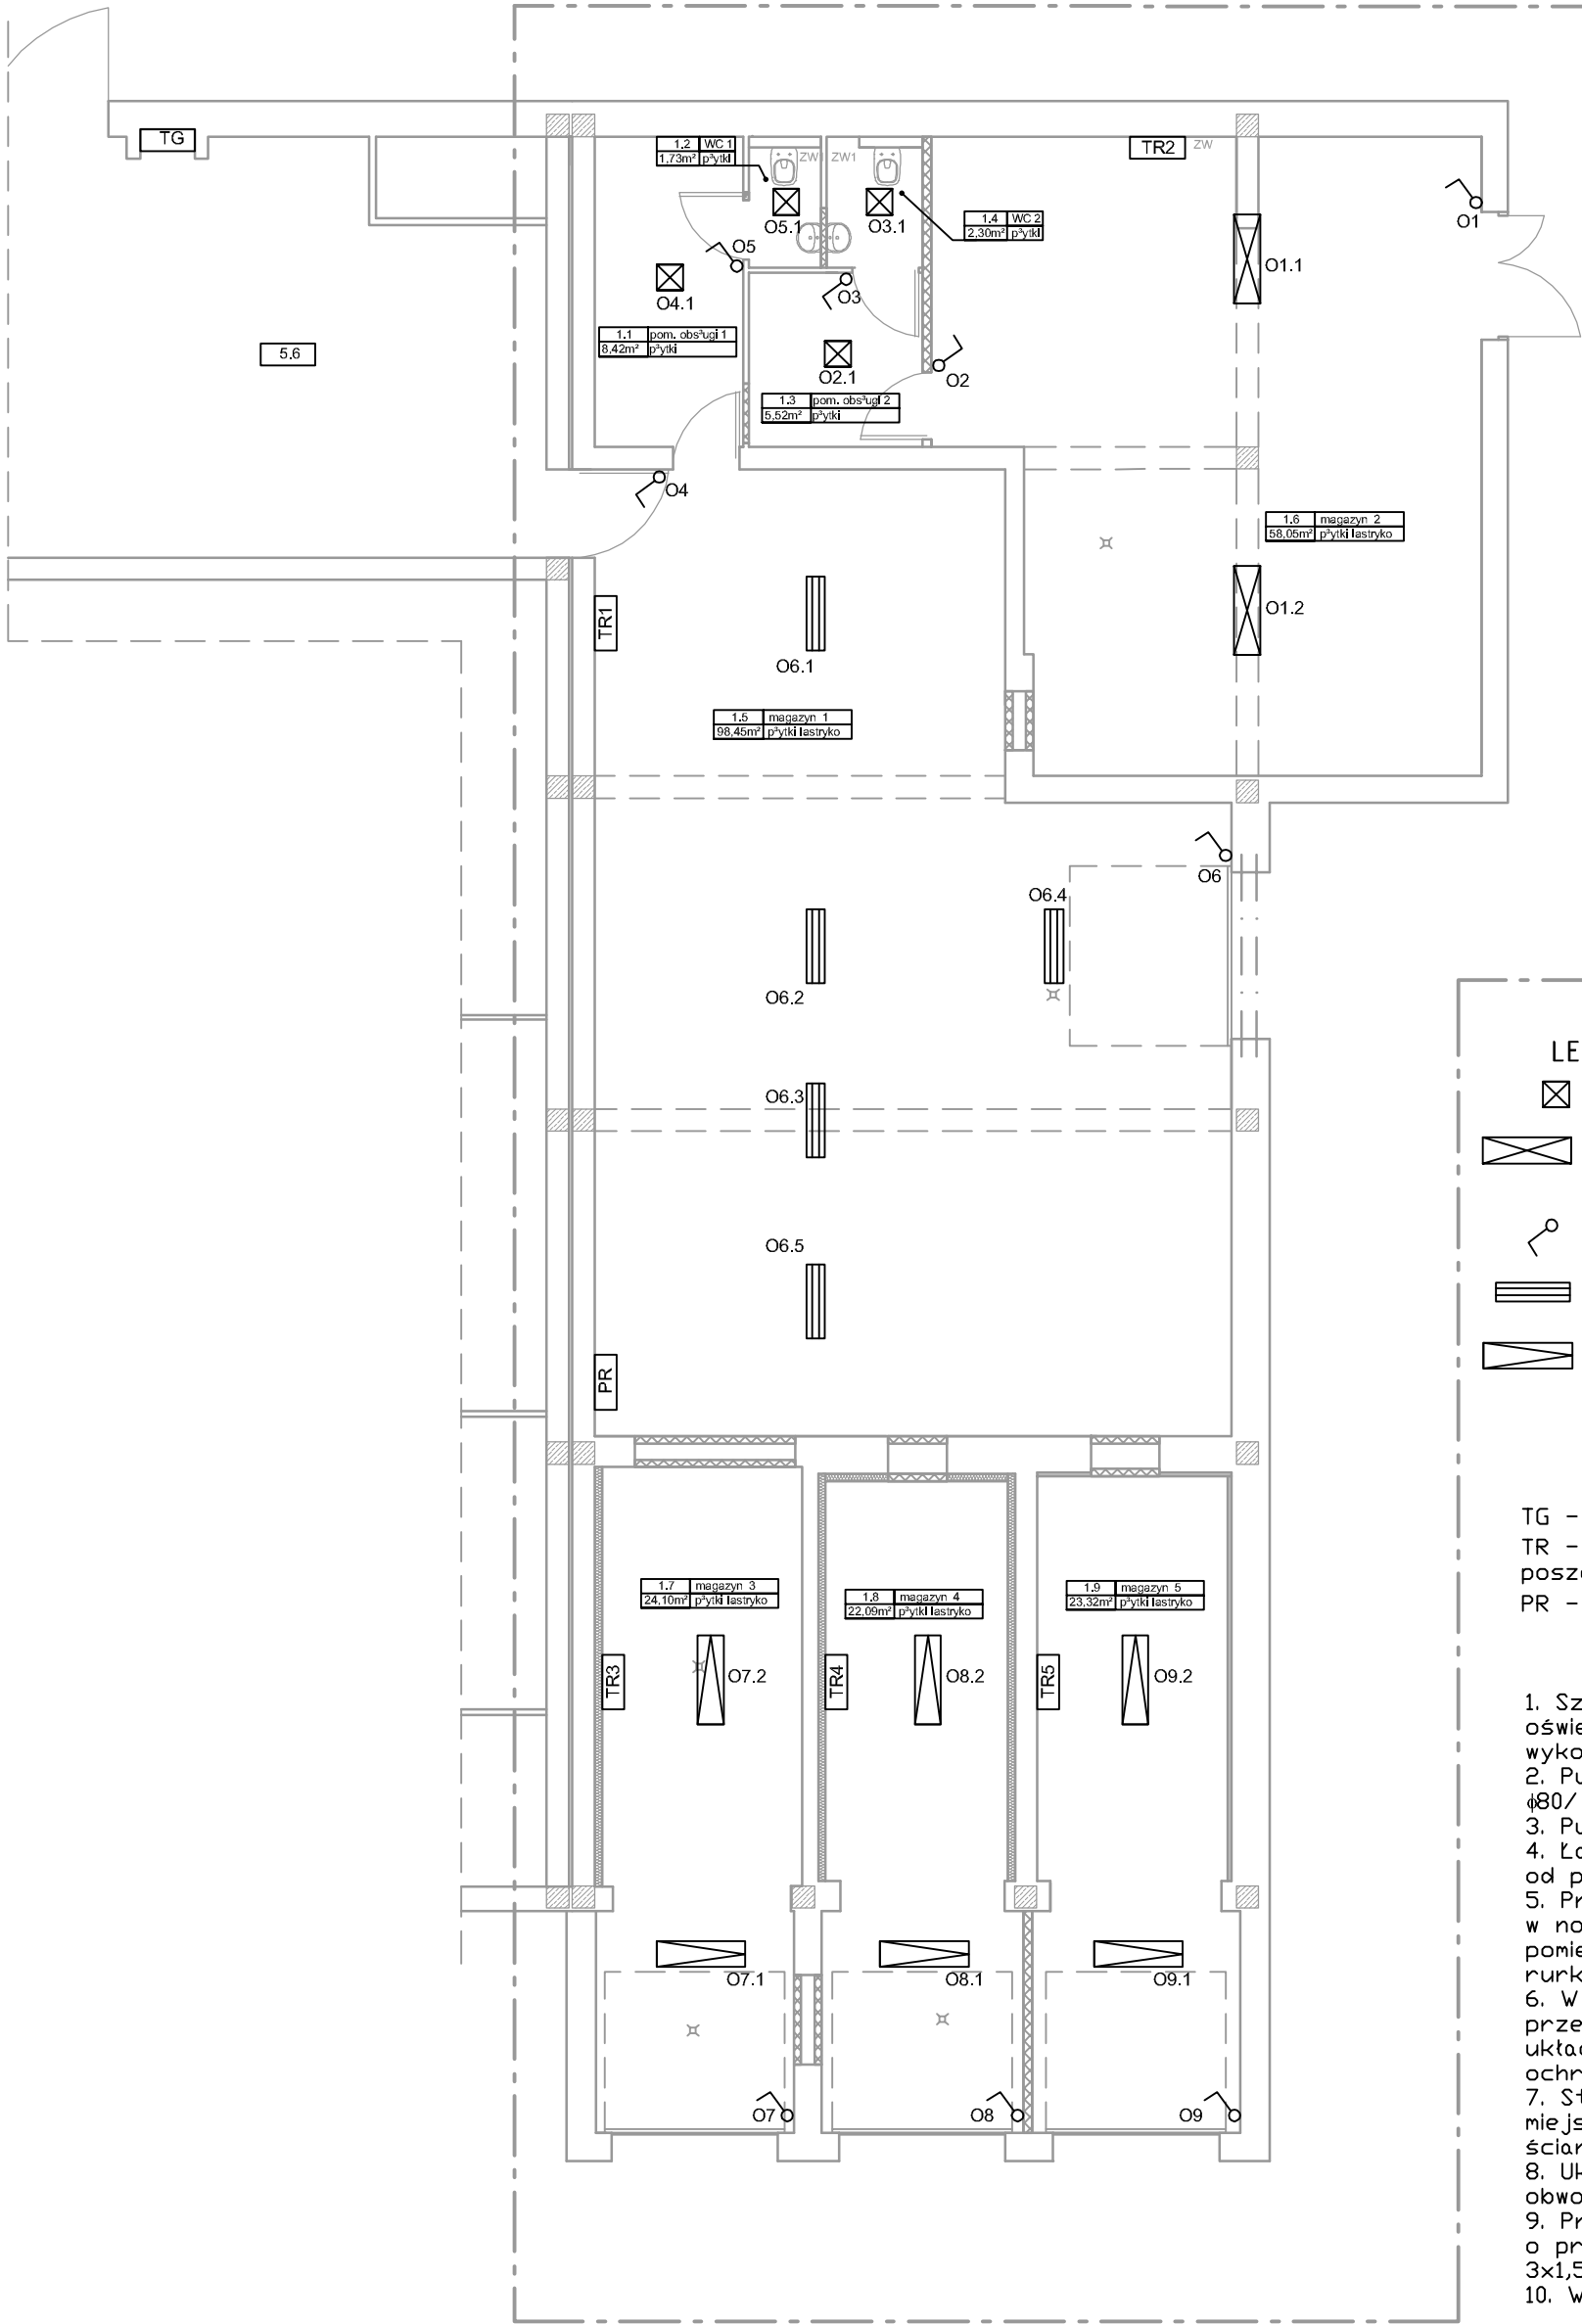 TG
1.2 WC 1
1,73m² p³ytki
ZW1 ZW1
TR2 ZW
O1
O5.1
O3.1
1.4 WC 2
2,30m² p³ytki
O5
O1.1
O4.1
O3
1.1 pom. obs³ugi 1
8,42m² p³ytki
5.6
O2.1
O2
1.3 pom. obs³ugi 2
5,52m² p³ytki
O4
1.6 magazyn 2
58,05m² p³ytki lastryko
TR1
O1.2
O6.1
1.5 magazyn 1
98,45m² p³ytki lastryko
O6
O6.4
O6.2
LE
O6.3
O6.5
PR
TG -
TR -
posz
PR -
1.7 magazyn 3
24,10m² p³ytki lastryko
1.8 magazyn 4
22,09m² p³ytki lastryko
1.9 magazyn 5
23,32m² p³ytki lastryko
TR3
O7.2
TR4
O8.2
TR5
O9.2
1. Sz
oświe
wyko
2. Pu
ϕ80/
3. Pu
4. Ło
od p
5. Pr
w no
pomie
rurk
6. W
prze
ukła
ochr
7. St
miejs
ścia
8. Uk
obwo
9. Pr
o pr
3x1,5
10. W
O7.1
O8.1
O9.1
O7
O8
O9